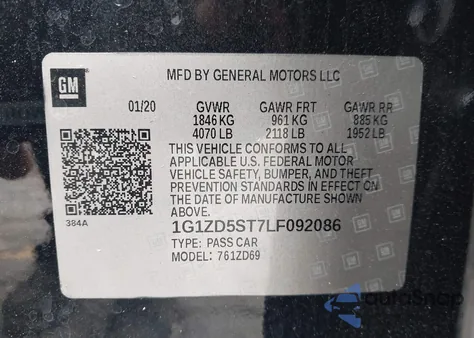 GM
MFD BY GENERAL MOTORS LLC
01/20 GVWR GAWR FRT GAWR RR
1846 KG 961 KG 885 KG
4070 LB 2118 LB 1952 LB
THIS VEHICLE CONFORMS TO ALL
APPLICABLE U.S. FEDERAL MOTOR
VEHICLE SAFETY, BUMPER, AND THEFT
PREVENTION STANDARDS IN EFFECT ON
THE DATE OF MANUFACTURE SHOWN
ABOVE.
384A
1G1ZD5ST7LF092086
TYPE: PASS CAR
MODEL: 761ZD69
AutoSnap